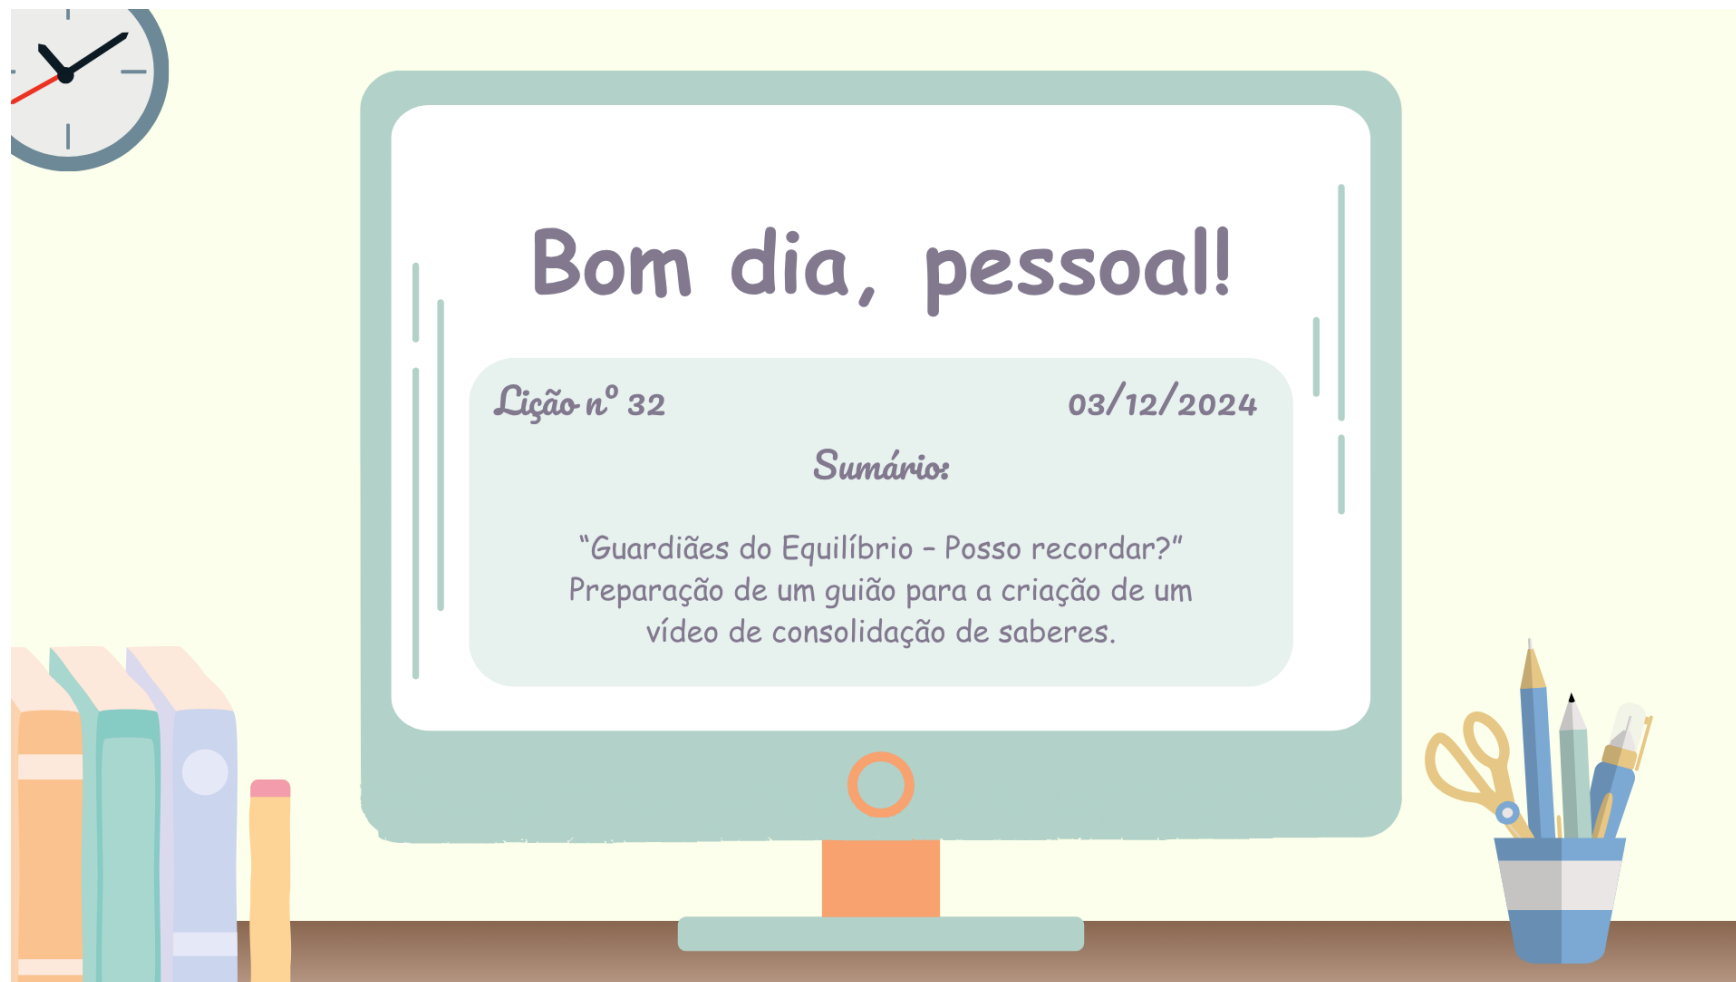 Bom dia, pessoal!
Lição nº 32
03/12/2024
Sumário:
“Guardiães do Equilíbrio – Posso recordar?”
Preparação de um guião para a criação de um
vídeo de consolidação de saberes.